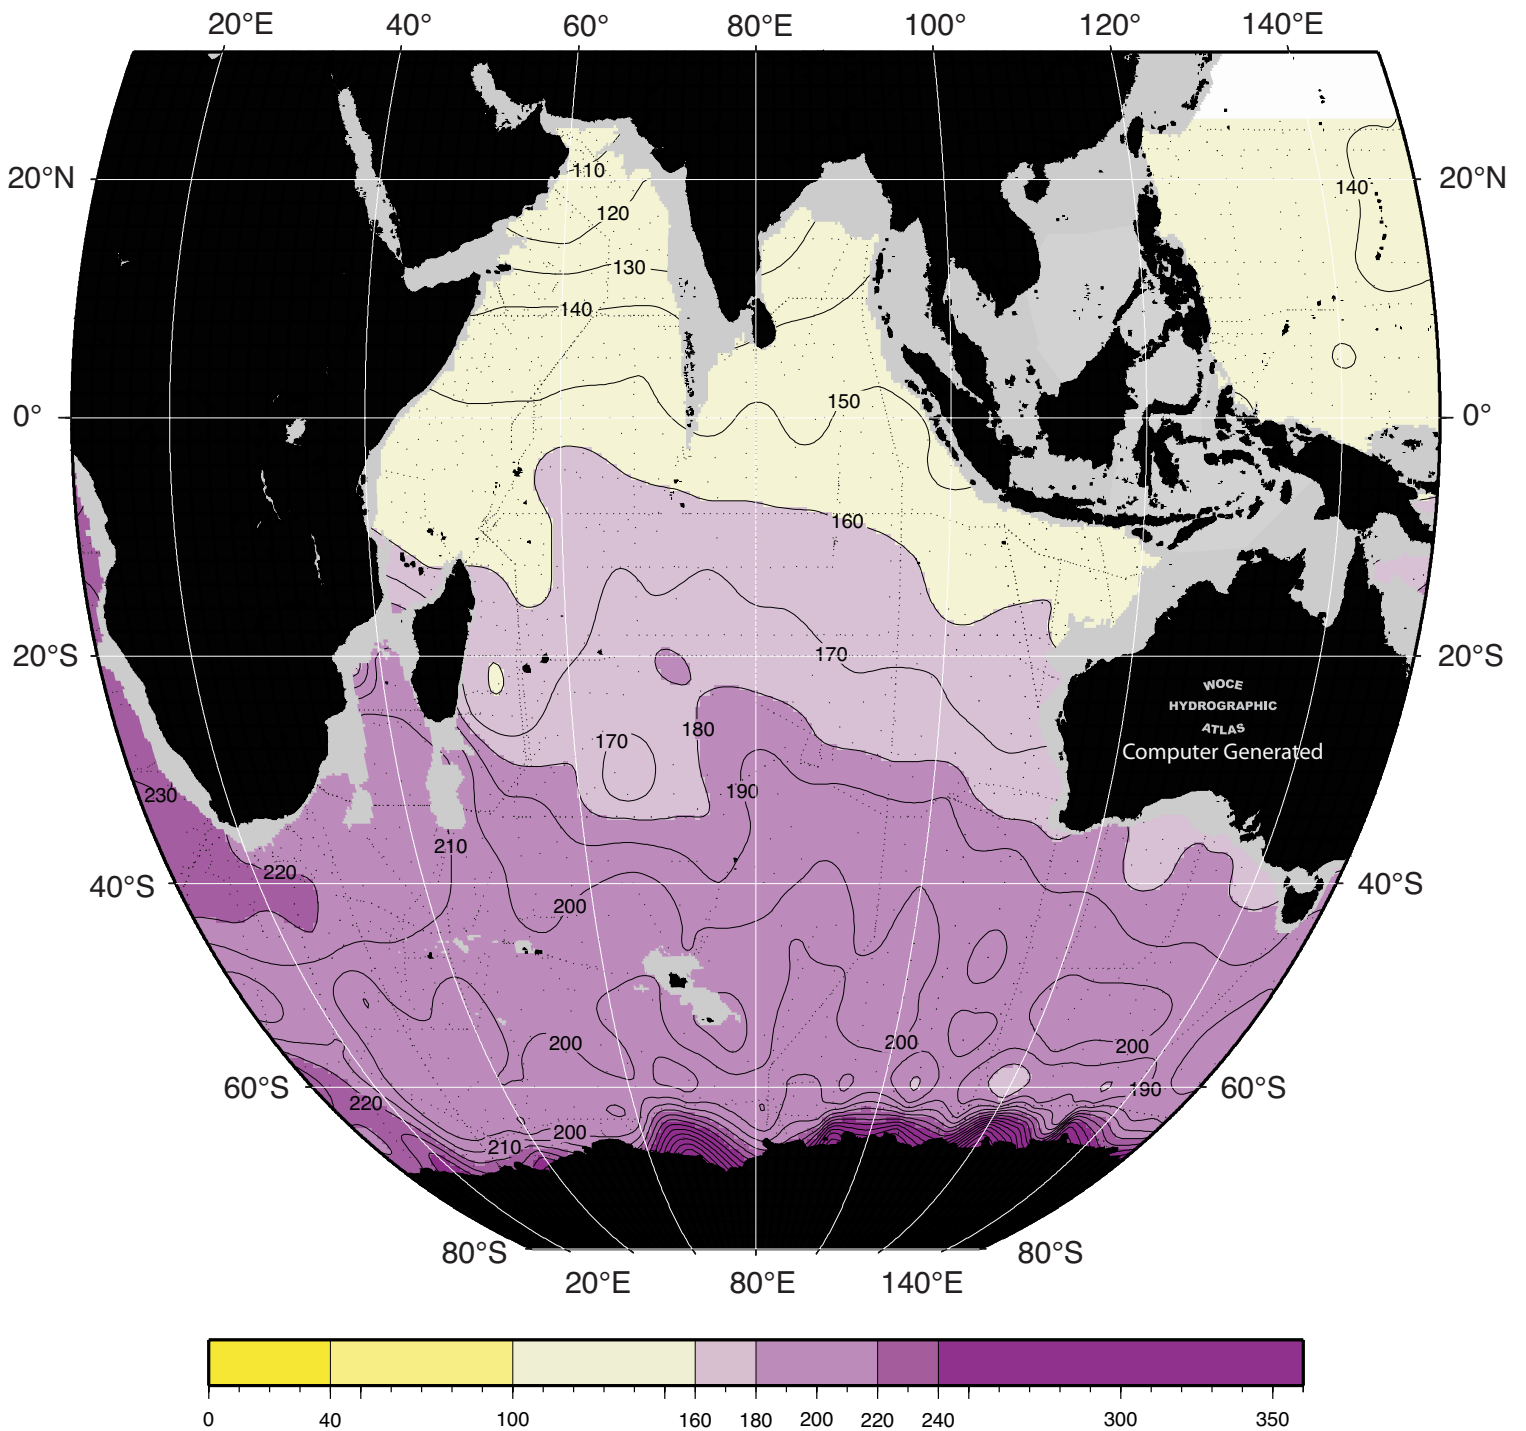 20°E 40° 60° 80°E 100° 120° 140°E
110
20°N 20°N
140
120
130
140
150
0° 0°
160
20°S 170 20°S
WOCE
HYDROGRAPHIC
ATLAS
Computer Generated
180
170
190
230
210
220
40°S 40°S
200
200 200 200
60°S 190 60°S
220
200
210
80°S 80°S
20°E 80°E 140°E
0 40 100 160 180 200 220 240 300 350